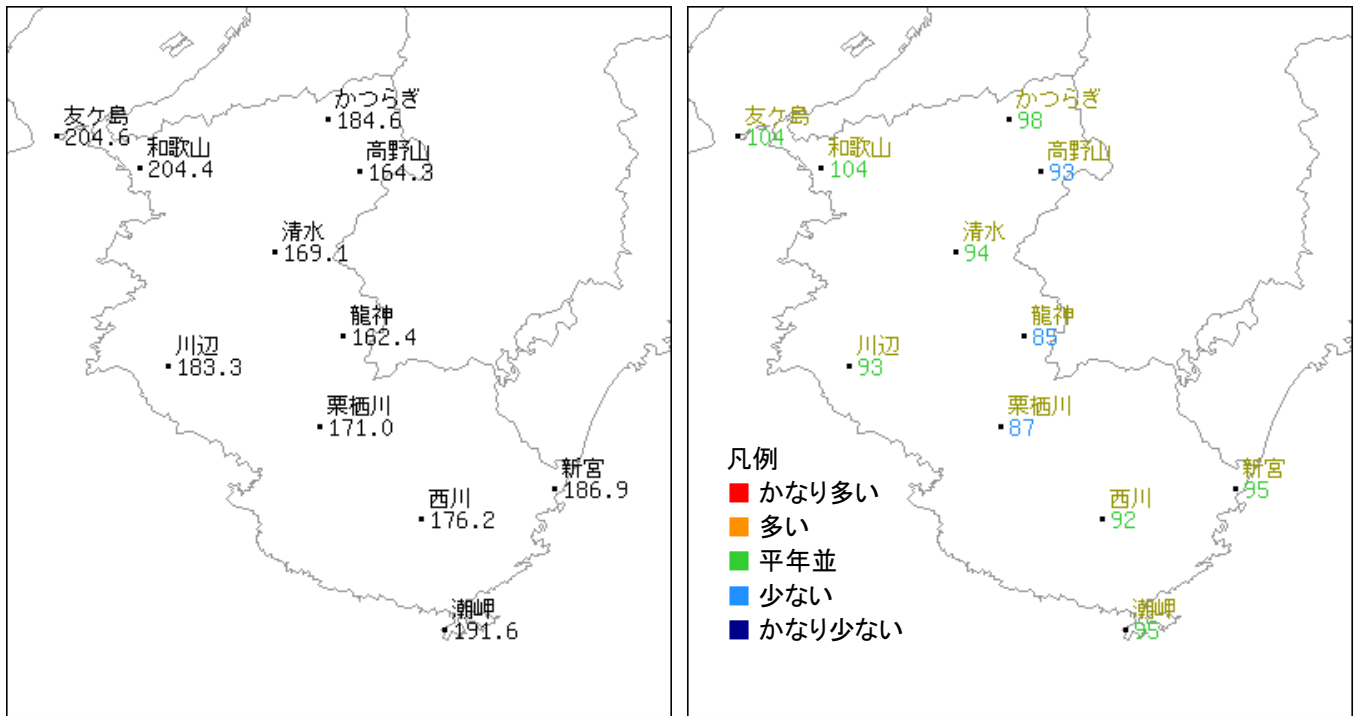 友ケ島
204.6
和歌山
204.4
かつらぎ
184.6
高野山
164.3
清水
169.1
龍神
162.4
川辺
183.3
栗栖川
171.0
新宮
186.9
西川
176.2
潮岬
191.6
友ケ島
104
和歌山
104
かつらぎ
98
高野山
93
清水
94
龍神
85
川辺
93
栗栖川
87
新宮
95
西川
92
潮岬
95
凡例
かなり多い
多い
平年並
少ない
かなり少ない